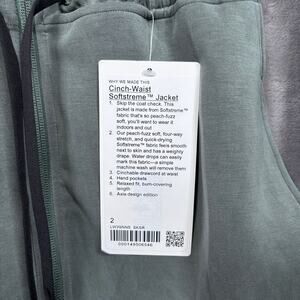 WHY WE MADE THIS
Cinch-Waist
Softstreme™ Jacket
1. Skip the coat check. This
jacket is made from Softstreme™
fabric that's so peach-fuzz
soft, you'll want to wear it
indoors and out
2. Our peach-fuzz soft, four-way
stretch, and quick-drying
Softstreme™ fabric feels smooth
next to skin and has a weighty
drape. Water drops can easily
mark this fabric—a simple
machine wash will remove them
3. Cinchable drawcord at waist
4. Hand pockets
5. Relaxed fit, bum-covering
length
6. Asia design edition
2